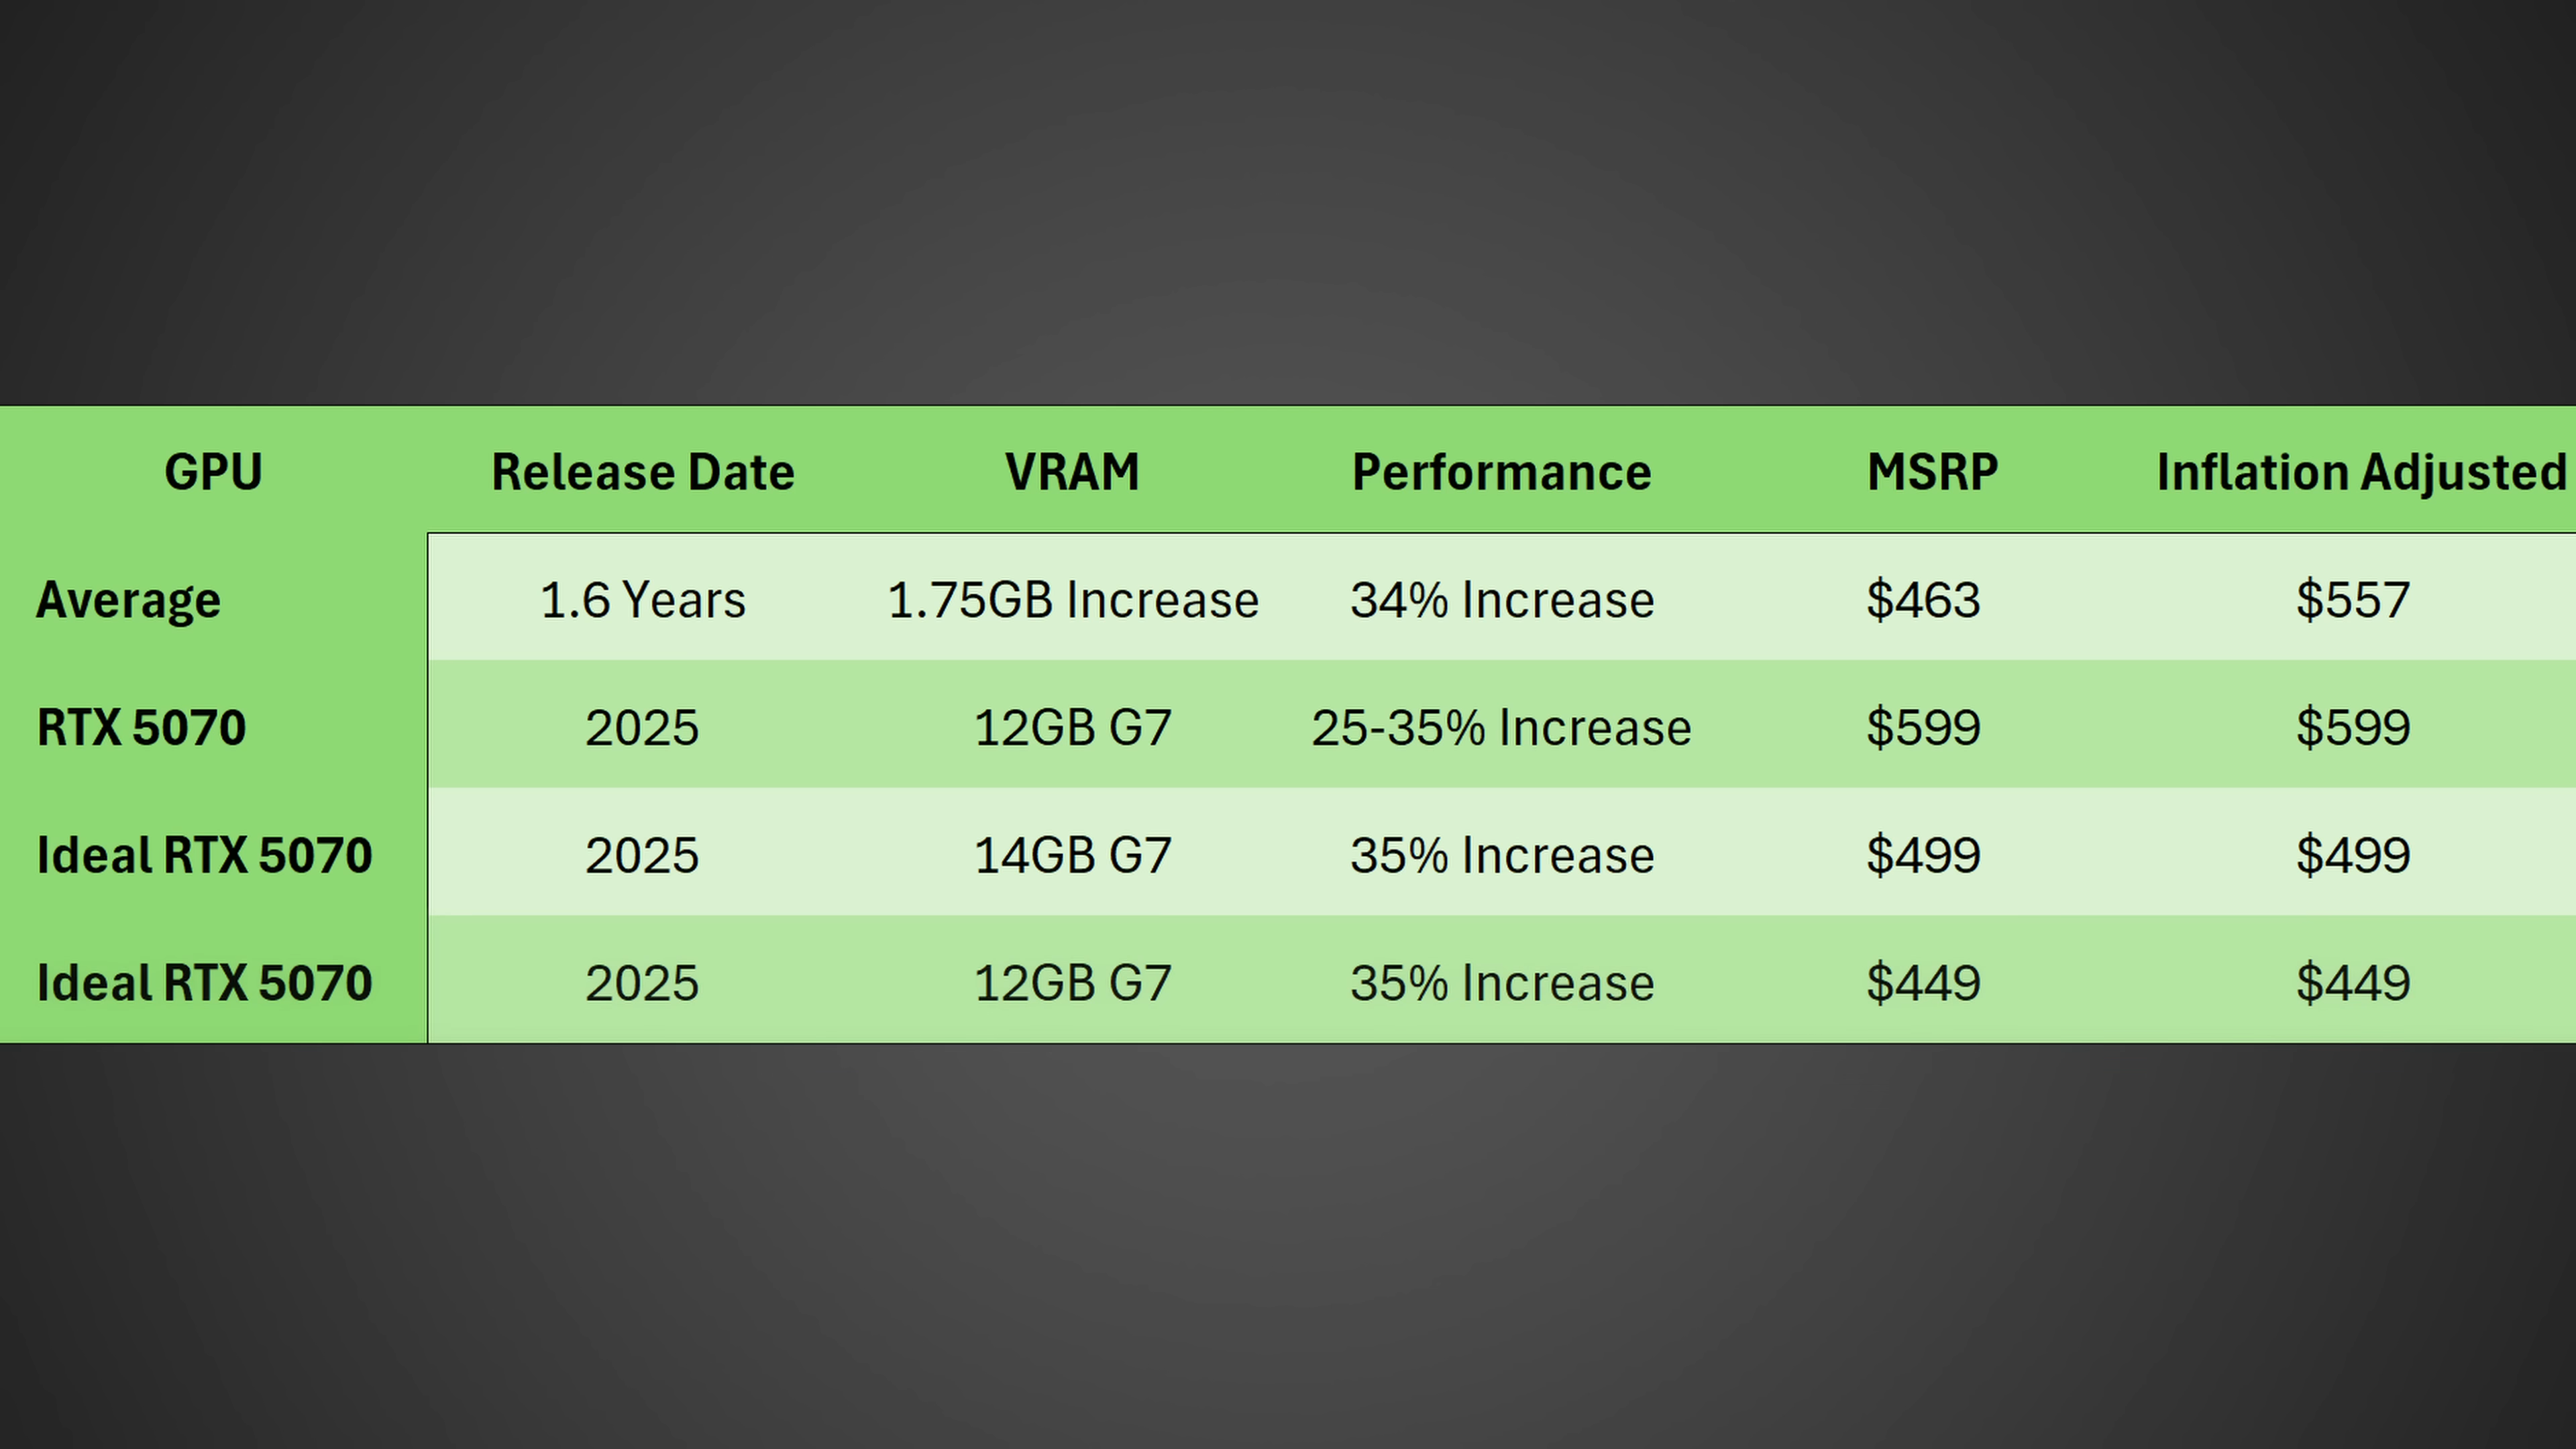 GPU Release Date VRAM Performance MSRP Inflation Adjusted
Average 1.6 Years 1.75GB Increase 34% Increase $463 $557
RTX 5070 2025 12GB G7 25-35% Increase $599 $599
Ideal RTX 5070 2025 14GB G7 35% Increase $499 $499
Ideal RTX 5070 2025 12GB G7 35% Increase $449 $449